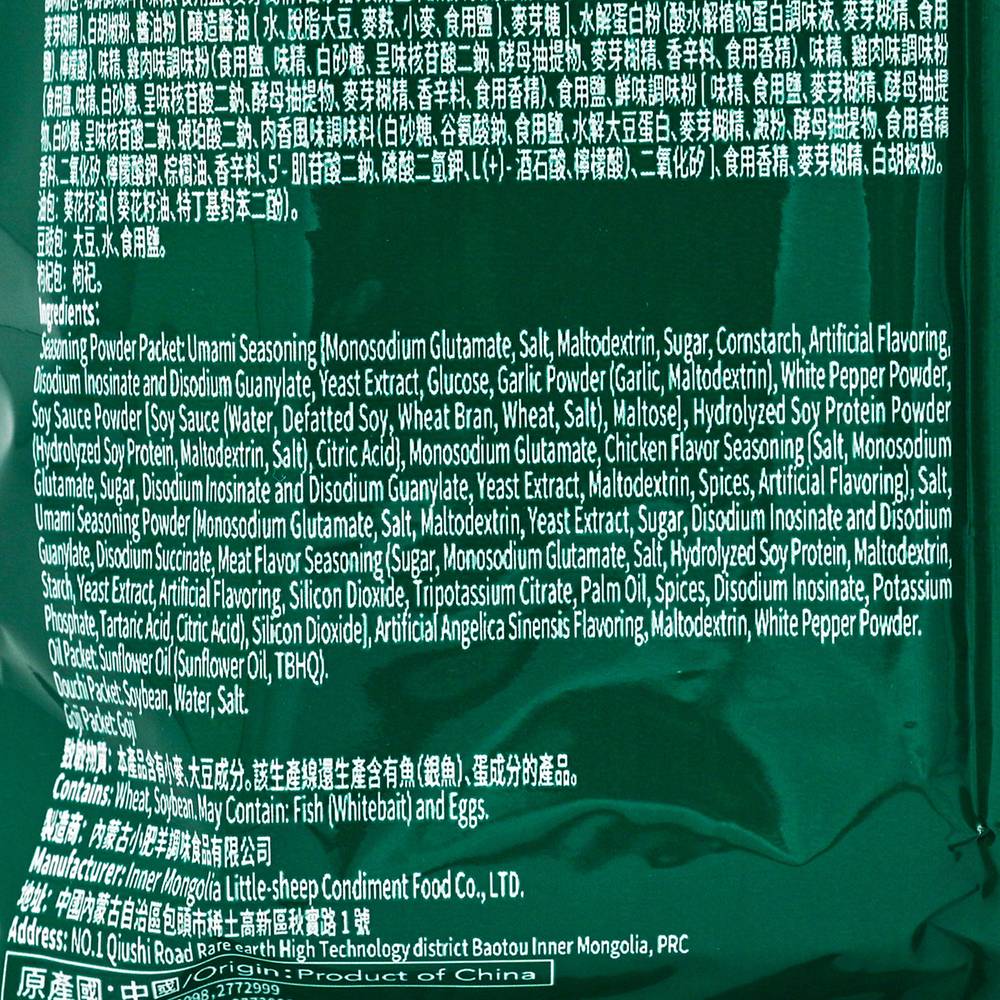 麥芽糊精)、白胡椒粉、醬油粉[釀造醬油(水、脫脂大豆、麥麩、小麥、食用鹽)、麥芽糖]、水解蛋白粉(酸水解植物蛋白調味液、麥芽糊精、食用
鹽)、檸檬酸}、味精、雞肉味調味粉(食用鹽、味精、白砂糖、呈味核苷酸二鈉、酵母抽提物、麥芽糊精、香辛料、食用香精)、味精、雞肉味調味粉
(食用鹽、味精、白砂糖、呈味核苷酸二鈉、酵母抽提物、麥芽糊精、香辛料、食用香精)、食用鹽、鮮味調味粉[味精、食用鹽、麥芽糊精、酵母抽提
物、白砂糖、呈味核苷酸二鈉、琥珀酸二鈉、肉香風味調味料(白砂糖、谷氨酸鈉、食用鹽、水解大豆蛋白、麥芽糊精、澱粉、酵母抽提物、食用香精
香料、二氧化矽、檸檬酸鉀、棕櫚油、香辛料、5'-肌苷酸二鈉、磷酸二氫鉀、L(+)-酒石酸、檸檬酸)、二氧化矽]、食用香精、麥芽糊精、白胡椒粉。
油包: 葵花籽油(葵花籽油、特丁基對苯二酚)。
豆豉包: 大豆、水、食用鹽。
枸杞包: 枸杞。
Ingredients:
Seasoning Powder Packet: Umami Seasoning {Monosodium Glutamate, Salt, Maltodextrin, Sugar, Cornstarch, Artificial Flavoring,
Disodium Inosinate and Disodium Guanylate, Yeast Extract, Glucose, Garlic Powder (Garlic, Maltodextrin), White Pepper Powder,
Soy Sauce Powder [Soy Sauce (Water, Defatted Soy, Wheat Bran, Wheat, Salt), Maltose], Hydrolyzed Soy Protein Powder
(Hydrolyzed Soy Protein, Maltodextrin, Salt), Citric Acid}, Monosodium Glutamate, Chicken Flavor Seasoning (Salt, Monosodium
Glutamate, Sugar, Disodium Inosinate and Disodium Guanylate, Yeast Extract, Maltodextrin, Spices, Artificial Flavoring), Salt,
Umami Seasoning Powder [Monosodium Glutamate, Salt, Maltodextrin, Yeast Extract, Sugar, Disodium Inosinate and Disodium
Guanylate, Disodium Succinate, Meat Flavor Seasoning (Sugar, Monosodium Glutamate, Salt, Hydrolyzed Soy Protein, Maltodextrin,
Starch, Yeast Extract, Artificial Flavoring, Silicon Dioxide, Tripotassium Citrate, Palm Oil, Spices, Disodium Inosinate, Potassium
Phosphate, Tartaric Acid, Citric Acid), Silicon Dioxide], Artificial Angelica Sinensis Flavoring, Maltodextrin, White Pepper Powder.
Oil Packet: Sunflower Oil (Sunflower Oil, TBHQ).
Douchi Packet: Soybean, Water, Salt.
Goji Packet: Goji
致敏物質: 本產品含有小麥、大豆成分。該生產線還生產含有魚(銀魚)、蛋成分的產品。
Contains: Wheat, Soybean. May Contain: Fish (Whitebait) and Eggs.
製造商: 內蒙古小肥羊調味食品有限公司
Manufacturer: Inner Mongolia Little-sheep Condiment Food Co., LTD.
地址: 中國內蒙古自治區包頭市稀土高新區秋實路1號
Address: NO.1 Qiushi Road Rare earth High Technology district Baotou Inner Mongolia, PRC
原產國: 中國/Origin: Product of China
2772999